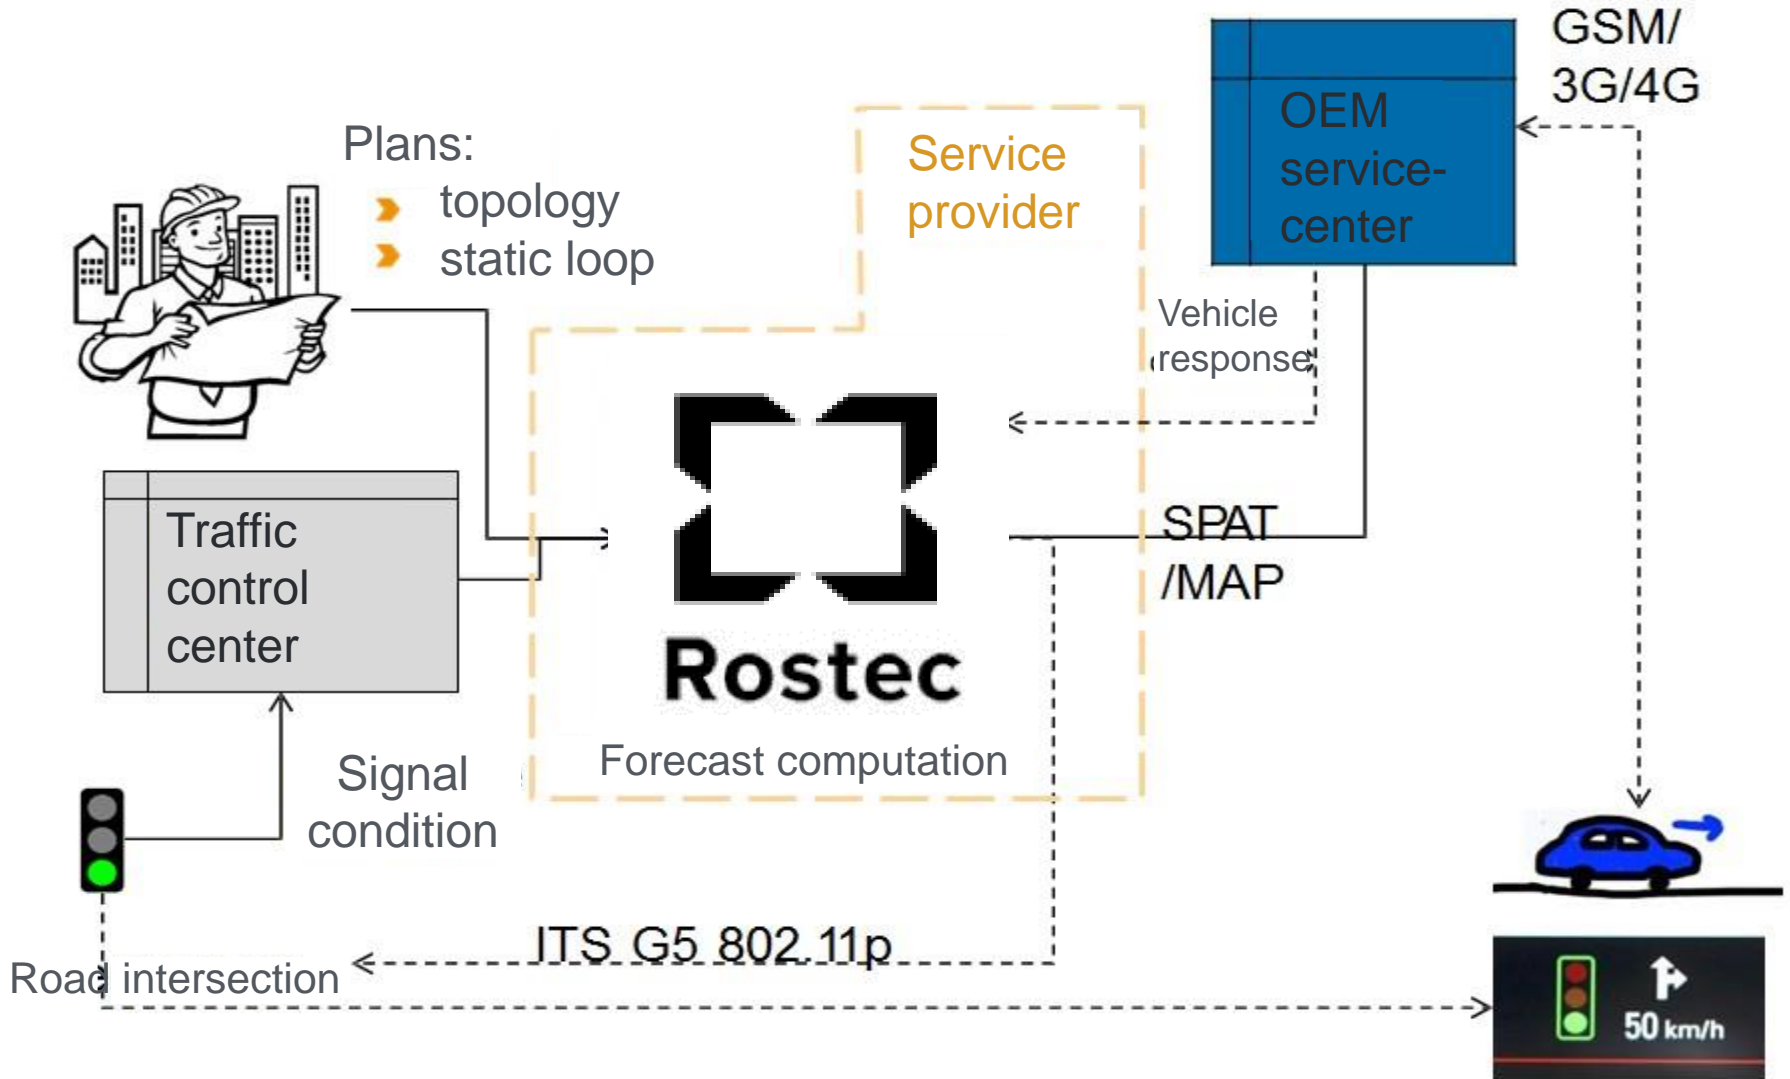 GSM/
3G/4G
OEM
service-
center
Plans:
topology
static loop
Service
provider
Vehicle
response
Traffic
control
center
SPAT
/MAP
Rostec
Forecast computation
Signal
condition
ITS G5 802.11p
Road intersection
50 km/h